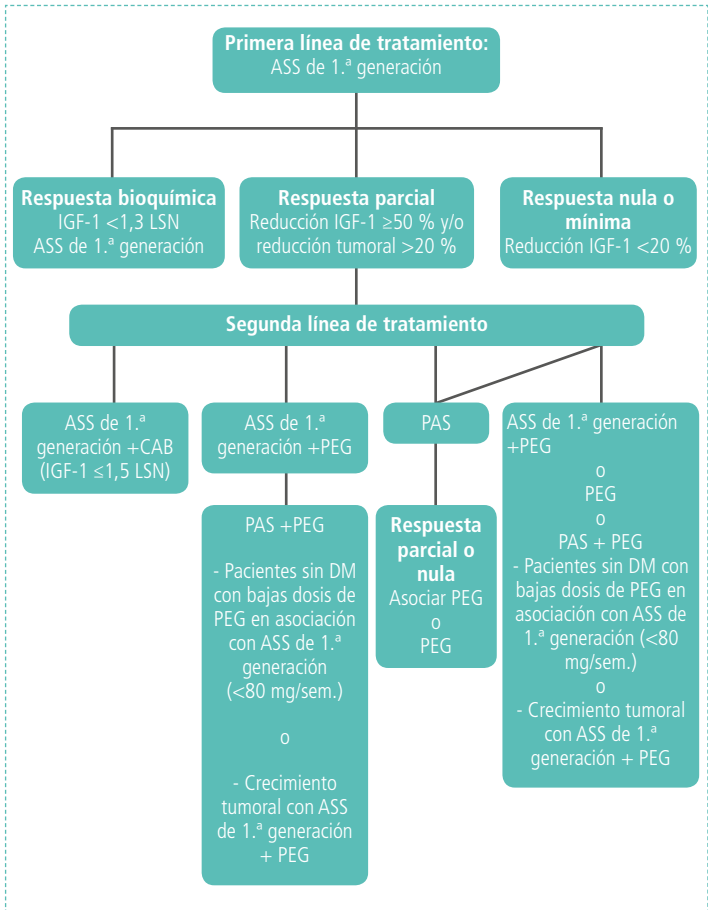 Primera línea de tratamiento:
ASS de 1.ª generación
Respuesta bioquímica
IGF-1 <1,3 LSN
ASS de 1.ª generación
Respuesta parcial
Reducción IGF-1 ≥50 % y/o
reducción tumoral >20 %
Respuesta nula o
mínima
Reducción IGF-1 <20 %
Segunda línea de tratamiento
ASS de 1.ª
generación +CAB
(IGF-1 ≤1,5 LSN)
ASS de 1.ª
generación +PEG
PAS +PEG
- Pacientes sin DM
con bajas dosis de
PEG en asociación
con ASS de 1.ª
generación
(<80 mg/sem.)
o
- Crecimiento
tumoral con ASS
de 1.ª generación
+ PEG
PAS
Respuesta
parcial o
nula
Asociar PEG
o
PEG
ASS de 1.ª generación
+PEG
o
PEG
o
PAS + PEG
- Pacientes sin DM con
bajas dosis de PEG en
asociación con ASS de
1.ª generación (<80
mg/sem.)
o
- Crecimiento tumoral
con ASS de 1.ª
generación + PEG